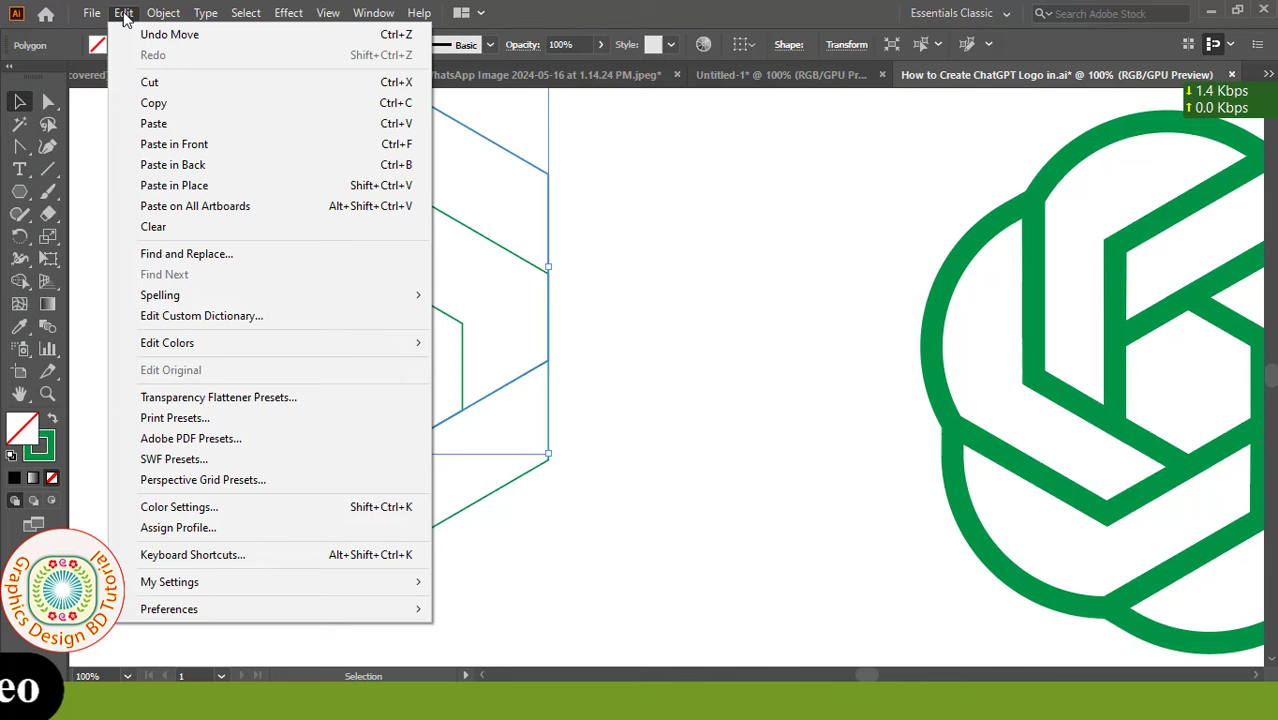 Ai File Edit Object Type Select Effect View Window Help Essentials Classic Search Adobe Stock
Polygon Basic Opacity: 100% Style: Shape: Transform
covered] WhatsApp Image 2024-05-16 at 1.14.24 PM.jpeg* Untitled-1* @ 100% (RGB/GPU Pr... How to Create ChatGPT Logo in.ai* @ 100% (RGB/GPU Preview)
1.4 Kbps
0.0 Kbps
Undo Move Ctrl+Z
Redo Shift+Ctrl+Z
Cut Ctrl+X
Copy Ctrl+C
Paste Ctrl+V
Paste in Front Ctrl+F
Paste in Back Ctrl+B
Paste in Place Shift+Ctrl+V
Paste on All Artboards Alt+Shift+Ctrl+V
Clear
Find and Replace...
Find Next
Spelling
Edit Custom Dictionary...
Edit Colors
Edit Original
Transparency Flattener Presets...
Print Presets...
Adobe PDF Presets...
SWF Presets...
Perspective Grid Presets...
Color Settings... Shift+Ctrl+K
Assign Profile...
Keyboard Shortcuts... Alt+Shift+Ctrl+K
My Settings
Preferences
Graphics Design BD Tutorial
100% 1 Selection
eo